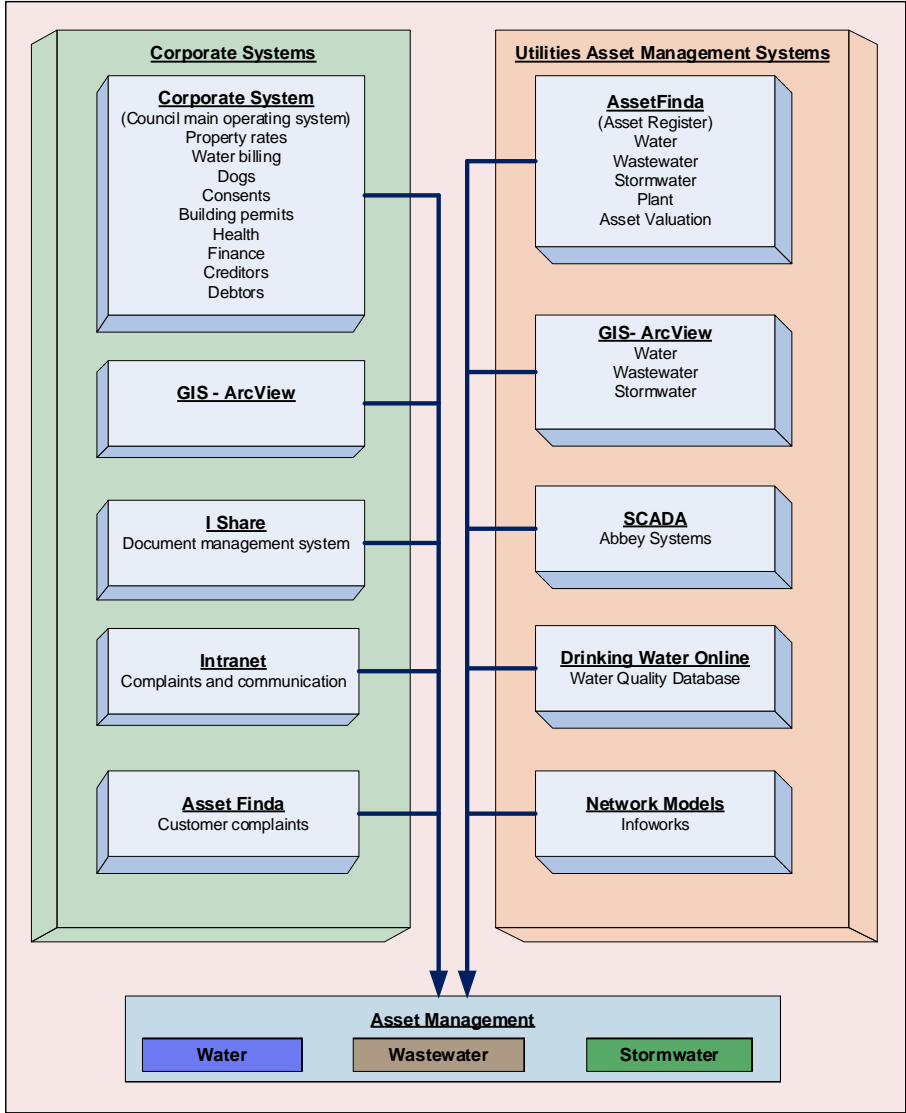 Corporate Systems
Corporate System
(Council main operating system)
Property rates
Water billing
Dogs
Consents
Building permits
Health
Finance
Creditors
Debtors
GIS - ArcView
I Share
Document management system
Intranet
Complaints and communication
Asset Finda
Customer complaints
Utilities Asset Management Systems
AssetFinda
(Asset Register)
Water
Wastewater
Stormwater
Plant
Asset Valuation
GIS- ArcView
Water
Wastewater
Stormwater
SCADA
Abbey Systems
Drinking Water Online
Water Quality Database
Network Models
Infoworks
Asset Management
Water
Wastewater
Stormwater